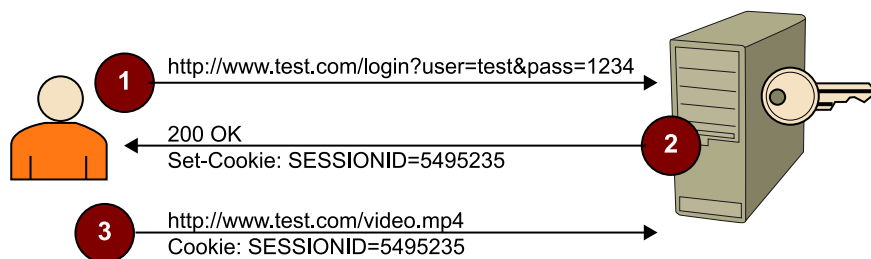 1
http://www.test.com/login?user=test&pass=1234
200 OK
2
Set-Cookie: SESSIONID=5495235
http://www.test.com/video.mp4
3
Cookie: SESSIONID=5495235